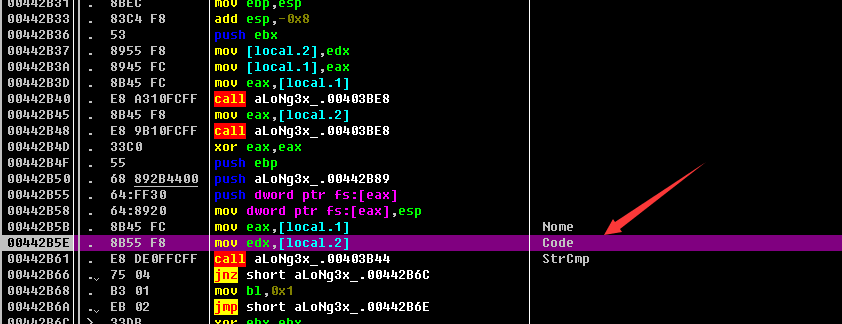 00442B31 . 8BEC mov ebp,esp
00442B33 . 83C4 F8 add esp,-0x8
00442B36 . 53 push ebx
00442B37 . 8955 F8 mov [local.2],edx
00442B3A . 8945 FC mov [local.1],eax
00442B3D . 8B45 FC mov eax,[local.1]
00442B40 . E8 A310FCFF call aLoNg3x_.00403BE8
00442B45 . 8B45 F8 mov eax,[local.2]
00442B48 . E8 9B10FCFF call aLoNg3x_.00403BE8
00442B4D . 33C0 xor eax,eax
00442B4F . 55 push ebp
00442B50 . 68 892B4400 push aLoNg3x_.00442B89
00442B55 . 64:FF30 push dword ptr fs:[eax]
00442B58 . 64:8920 mov dword ptr fs:[eax],esp
00442B5B . 8B45 FC mov eax,[local.1] Nome
00442B5E . 8B55 F8 mov edx,[local.2] Code
00442B61 . E8 DE0FFCFF call aLoNg3x_.00403B44 StrCmp
00442B66 . 75 04 jnz short aLoNg3x_.00442B6C
00442B68 . B3 01 mov bl,0x1
00442B6A . EB 02 jmp short aLoNg3x_.00442B6E
00442B6C > 33DB xor ebx,ebx